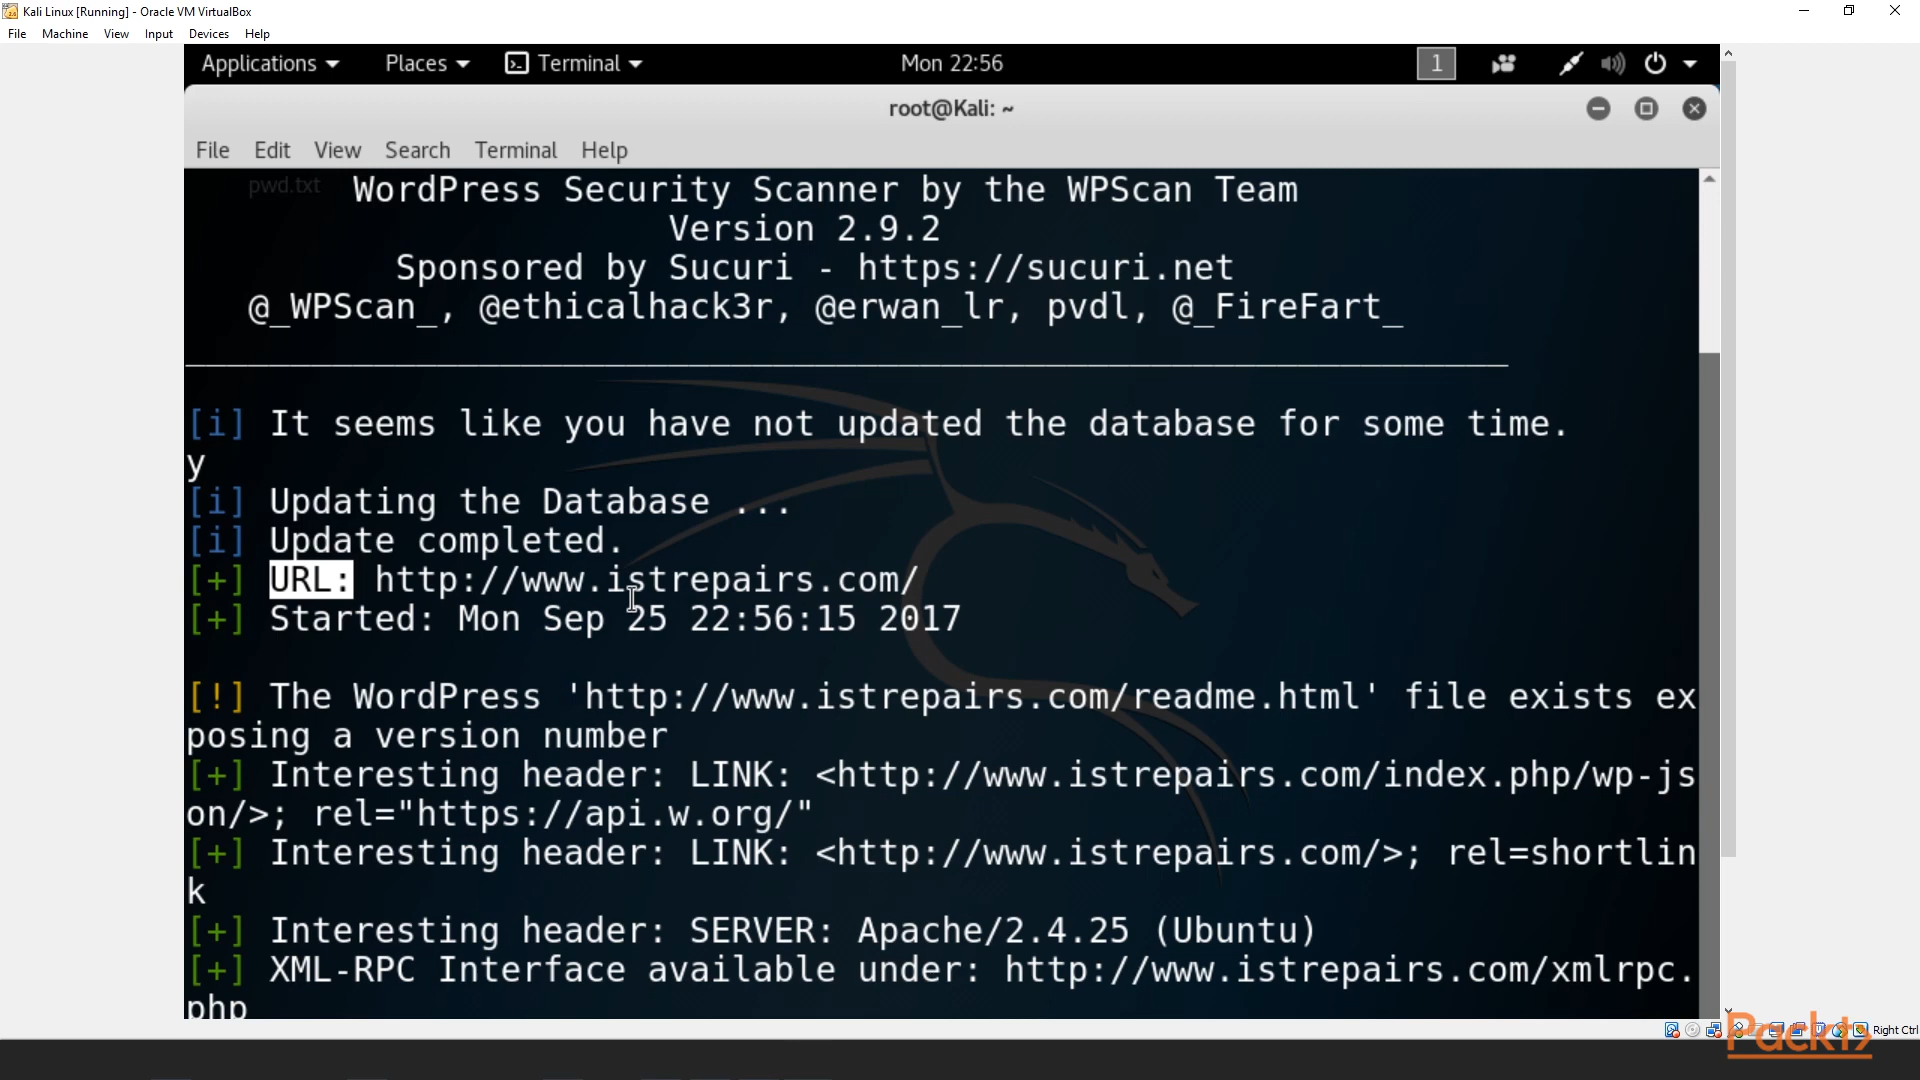 Kali Linux [Running] - Oracle VM VirtualBox
File Machine View Input Devices Help
Applications Places Terminal Mon 22:56 1
root@Kali: ~
File Edit View Search Terminal Help
pwd.txt
WordPress Security Scanner by the WPScan Team
Version 2.9.2
Sponsored by Sucuri - https://sucuri.net
@_WPScan_, @ethicalhack3r, @erwan_lr, pvdl, @_FireFart_
[i] It seems like you have not updated the database for some time.
y
[i] Updating the Database ...
[i] Update completed.
[+] URL: http://www.istrepairs.com/
[+] Started: Mon Sep 25 22:56:15 2017
[!] The WordPress 'http://www.istrepairs.com/readme.html' file exists ex
posing a version number
[+] Interesting header: LINK: <http://www.istrepairs.com/index.php/wp-js
on/>; rel="https://api.w.org/"
[+] Interesting header: LINK: <http://www.istrepairs.com/>; rel=shortlin
k
[+] Interesting header: SERVER: Apache/2.4.25 (Ubuntu)
[+] XML-RPC Interface available under: http://www.istrepairs.com/xmlrpc.
php
Right Ctrl
Packt>